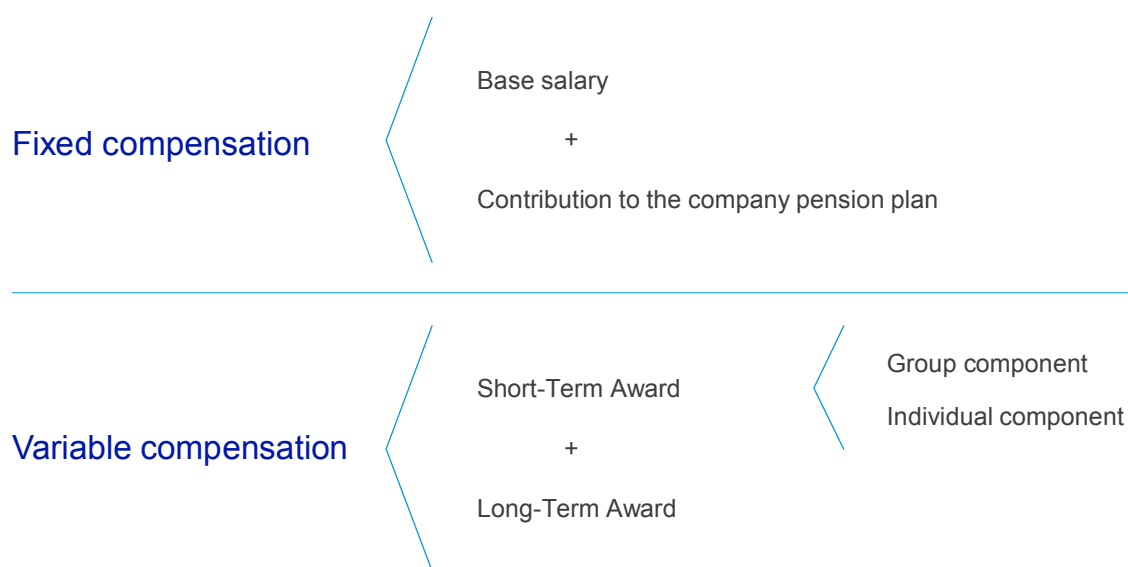 Fixed compensation
Base salary
+
Contribution to the company pension plan
Variable compensation
Short-Term Award
+
Long-Term Award
Group component
Individual component